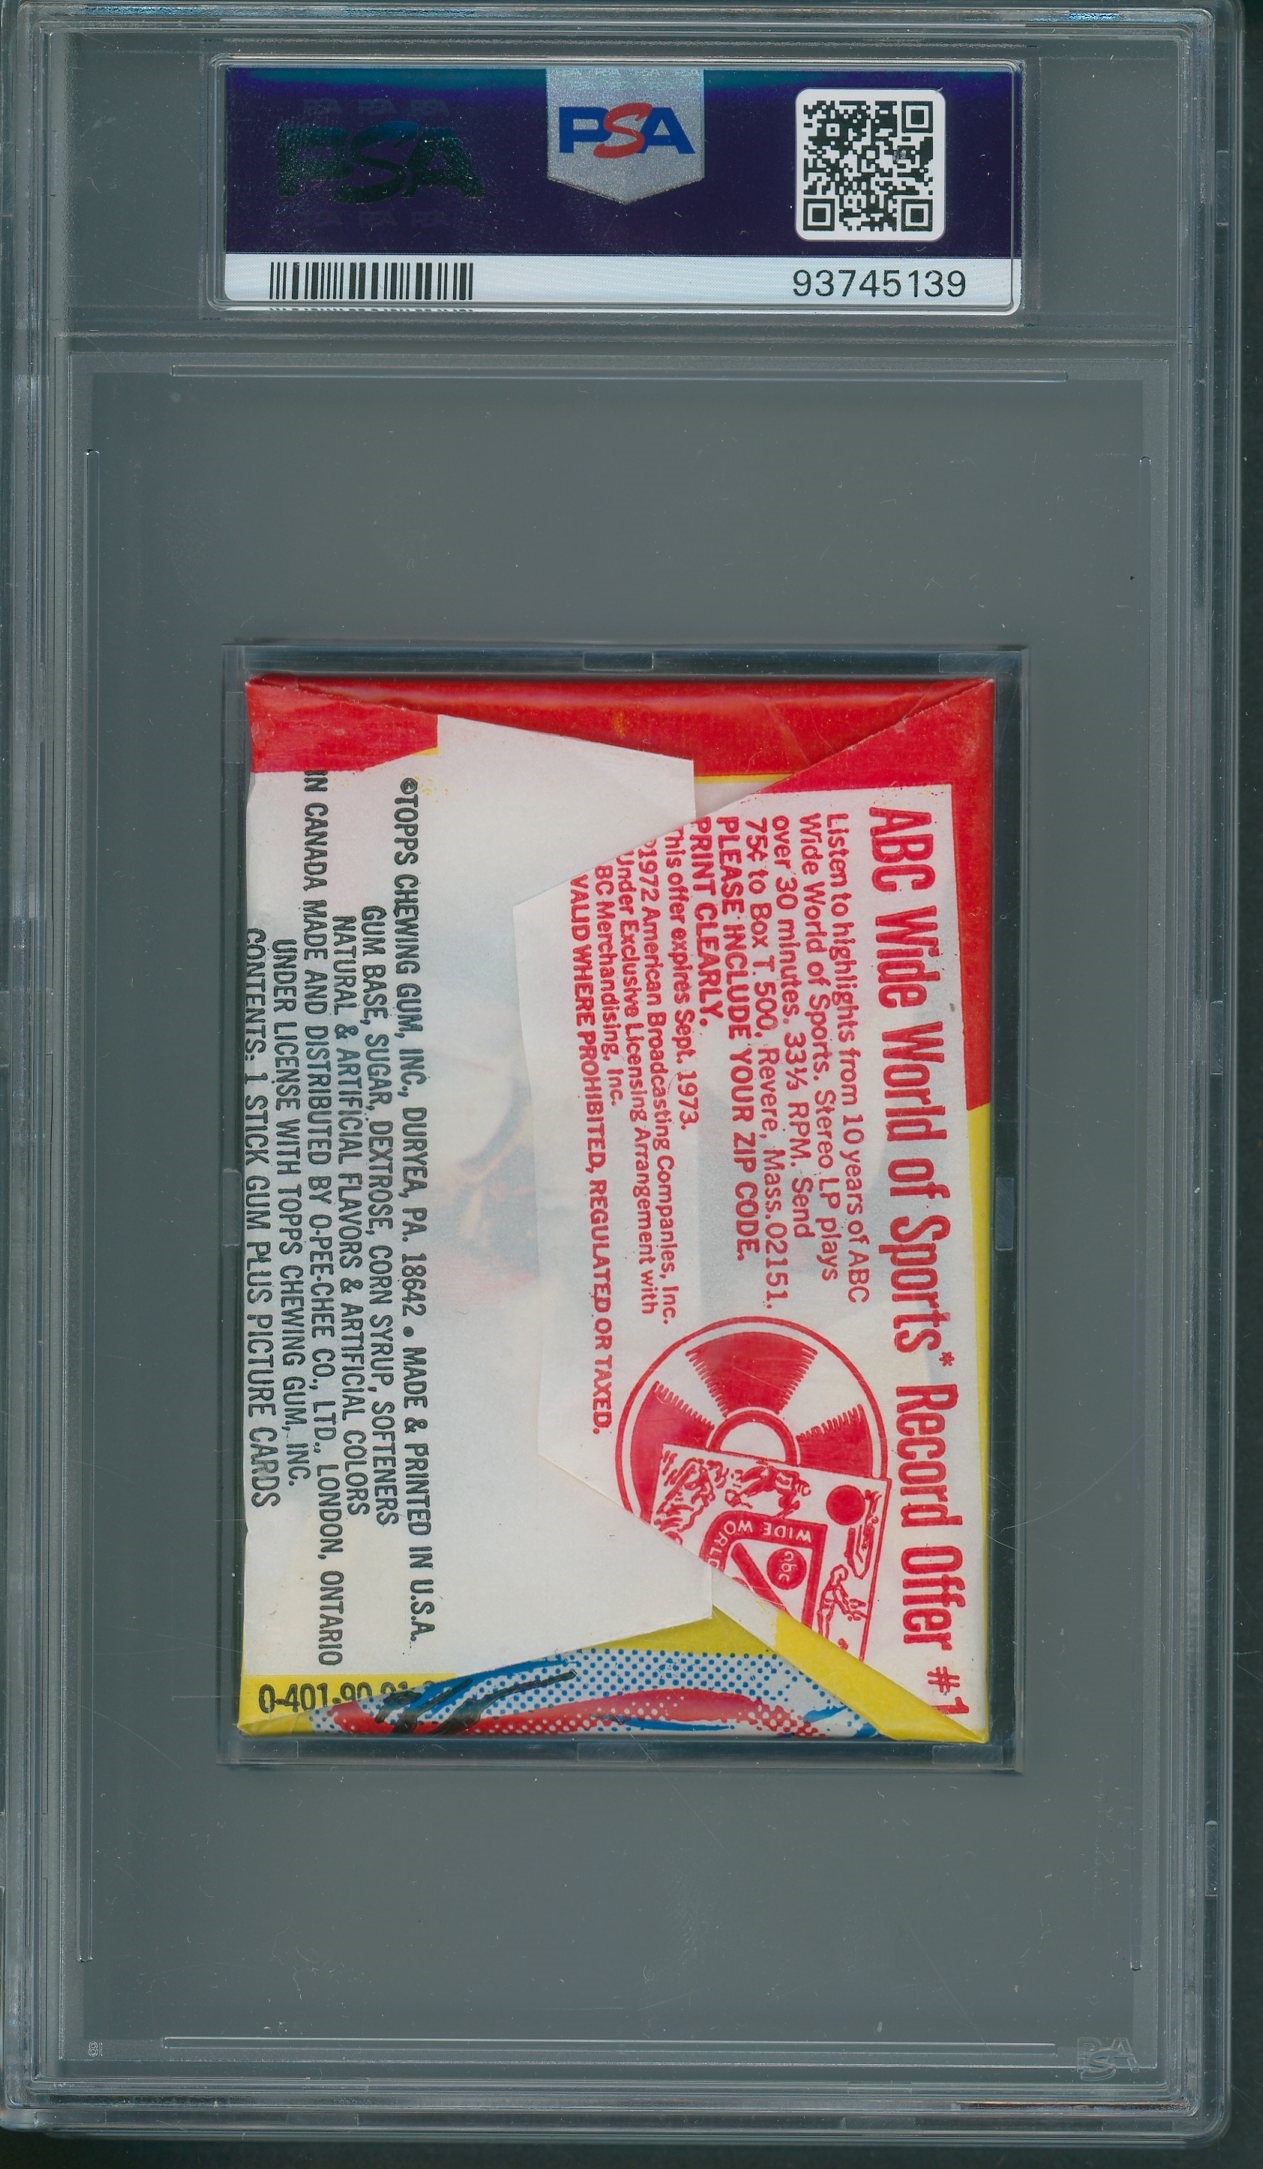 PSA
PSA
93745139
ABC Wide World of Sports* Record Offer #1
Listen to highlights from 10 years of ABC
Wide World of Sports. Stereo LP plays
over 30 minutes. 33⅓ RPM. Send
75¢ to Box T.500, Revere, Mass. 02151.
PLEASE INCLUDE YOUR ZIP CODE.
PRINT CLEARLY.
This offer expires Sept. 1973.
1972 American Broadcasting Companies, Inc.
Under Exclusive Licensing Arrangement with
BC Merchandising, Inc.
VALID WHERE PROHIBITED, REGULATED OR TAXED.
WIDE WORLD
abc
©TOPPS CHEWING GUM, INC., DURYEA, PA. 18642 • MADE & PRINTED IN U.S.A.
GUM BASE, SUGAR, DEXTROSE, CORN SYRUP, SOFTENERS
NATURAL & ARTIFICIAL FLAVORS & ARTIFICIAL COLORS
IN CANADA MADE AND DISTRIBUTED BY O-PEE-CHEE CO., LTD., LONDON, ONTARIO
UNDER LICENSE WITH TOPPS CHEWING GUM, INC.
CONTENTS: 1 STICK GUM PLUS PICTURE CARDS
0-401-90
PSA